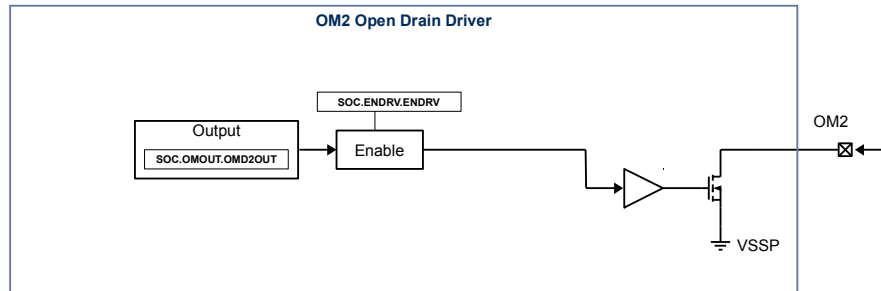 OM2 Open Drain Driver
SOC.ENDRV.ENDRV
OM2
Output
Enable
SOC.OMOUT.OMD2OUT
VSSP